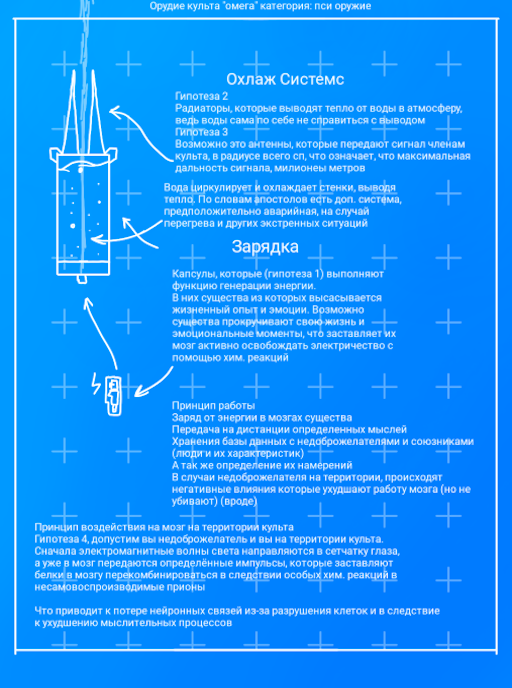 Орудие культа "омега" категория: пси оружие
Охлаж Системс
Гипотеза 2
Радиаторы, которые выводят тепло от воды в атмосферу,
ведь воды сама по себе не справиться с выводом
Гипотеза 3
Возможно это антенны, которые передают сигнал членам
культа, в радиусе всего сп, что означает, что максимальная
дальность сигнала, милионеы метров
Вода циркулирует и охлаждает стенки, выводя
тепло. По словам апостолов есть доп. система,
предположительно аварийная, на случай
перегрева и других экстренных ситуаций
Зарядка
Капсулы, которые (гипотеза 1) выполняют
функцию генерации энергии.
В них существа из которых высасывается
жизненный опыт и эмоции. Возможно
существа прокручивают свою жизнь и
эмоциональные моменты, что заставляет их
мозг активно освобождать электричество с
помощью хим. реакций
Принцип работы
Заряд от энергии в мозгах существа
Передача на дистанции определенных мыслей
Хранения базы данных с недоброжелателями и союзниками
(люди и их характеристик)
А так же определение их намерений
В случаи недоброжелателя на территории, происходят
негативные влияния которые ухудшают работу мозга (но не
убивают) (вроде)
Принцип воздействия на мозг на территории культа
Гипотеза 4, допустим вы недоброжелатель и вы на территории культа.
Сначала электромагнитные волны света направляются в сетчатку глаза,
а уже в мозг передаются определённые импульсы, которые заставляют
белки в мозгу перекомбинироваться в следствии особых хим. реакций в
несамовоспроизводимые прионы
Что приводит к потере нейронных связей из-за разрушения клеток и в следствие
к ухудшению мыслительных процессов